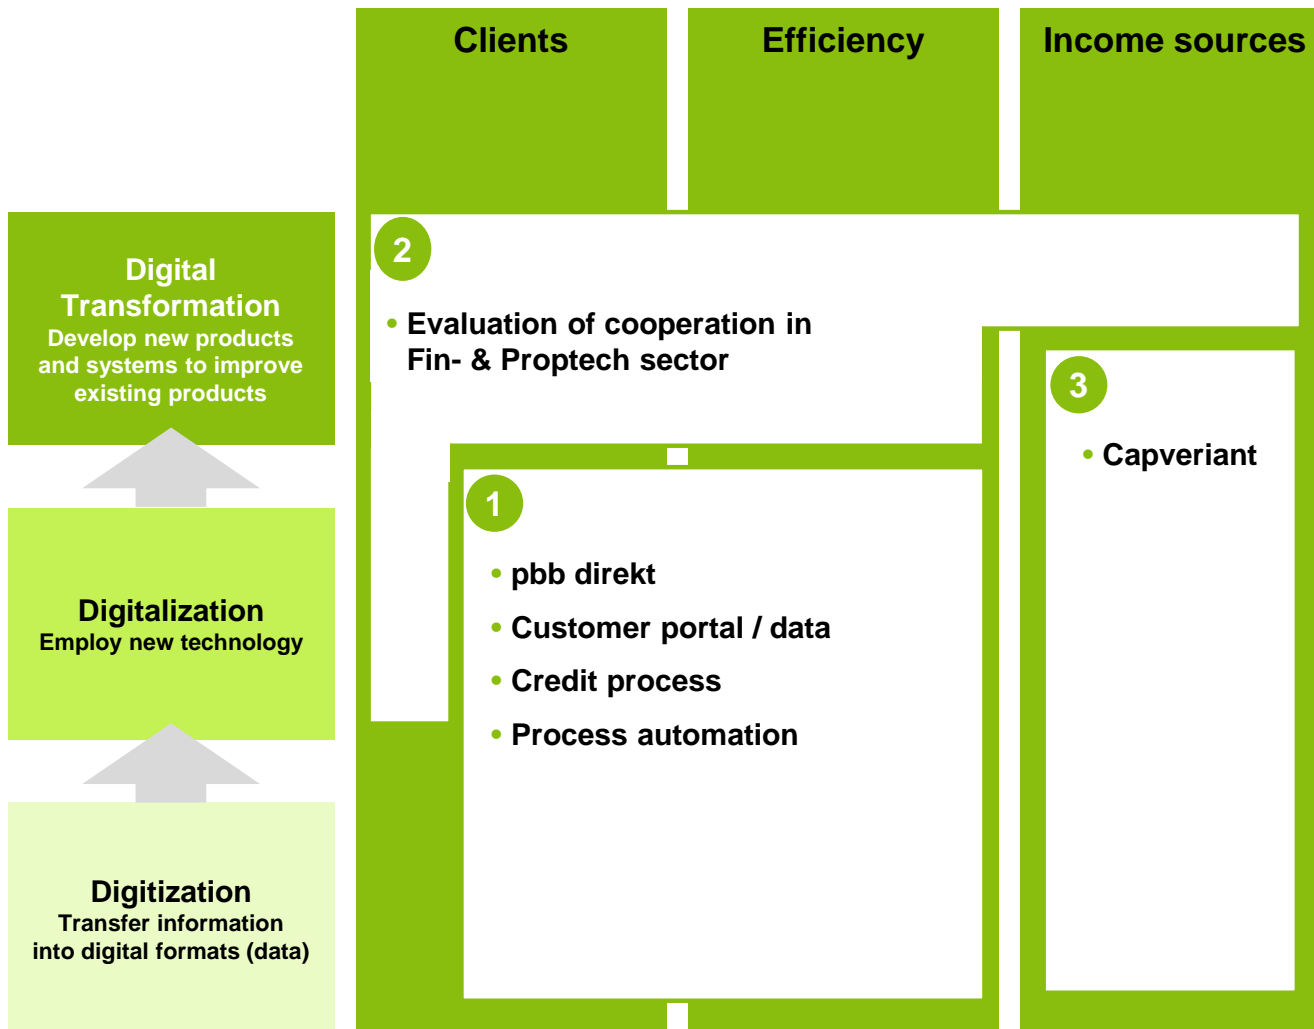 Clients
Efficiency
Income sources
Digital
Transformation
Develop new products
and systems to improve
existing products
2
• Evaluation of cooperation in
Fin- & Proptech sector
3
• Capveriant
Digitalization
Employ new technology
1
• pbb direkt
• Customer portal / data
• Credit process
• Process automation
Digitization
Transfer information
into digital formats (data)